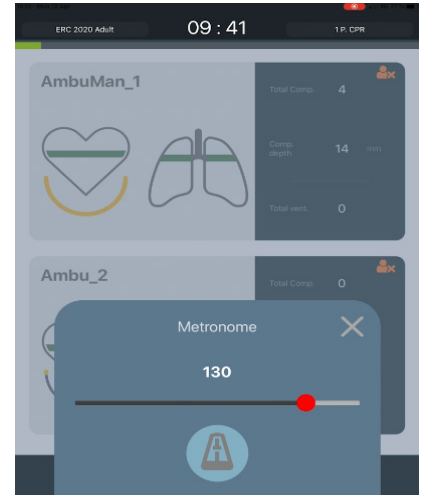 ERC 2020 Adult
09 : 41
1 P. CPR
AmbuMan_1
Total Comp.
4
Comp. depth
14
mm
Total vent.
0
Ambu_2
Total Comp.
0
Metronome
130